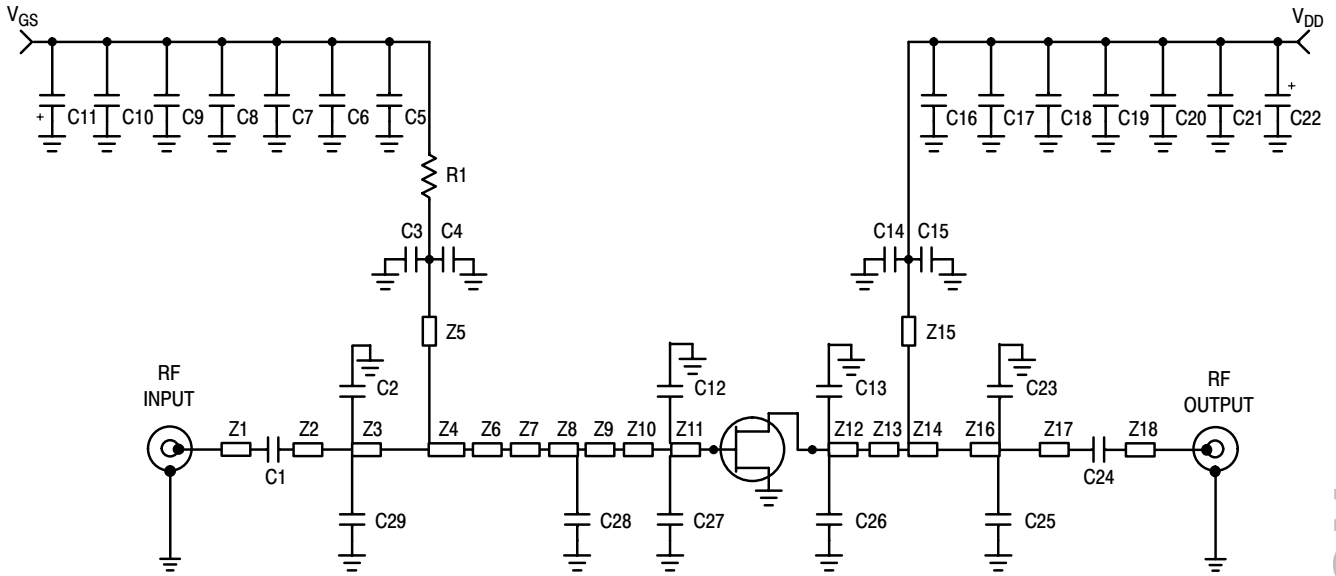 VGS
VDD
+ C11 C10 C9 C8 C7 C6 C5
C16 C17 C18 C19 C20 C21 + C22
R1
C3 C4
C14 C15
Z5
Z15
RF
INPUT
C2
C12
C13
C23
RF
OUTPUT
Z1 Z2 Z3 Z4 Z6 Z7 Z8 Z9 Z10 Z11 Z12 Z13 Z14 Z16 Z17 Z18
C1
C24
C29
C28
C27
C26
C25